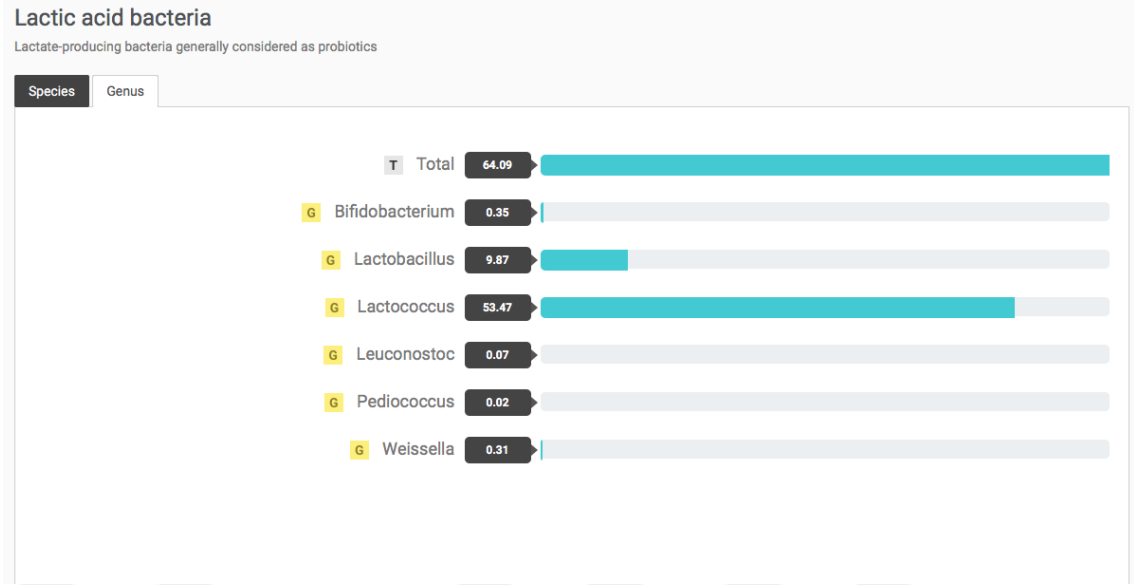 Lactic acid bacteria
Lactate-producing bacteria generally considered as probiotics
Species Genus
T Total 64.09
G Bifidobacterium 0.35
G Lactobacillus 9.87
G Lactococcus 53.47
G Leuconostoc 0.07
G Pediococcus 0.02
G Weissella 0.31